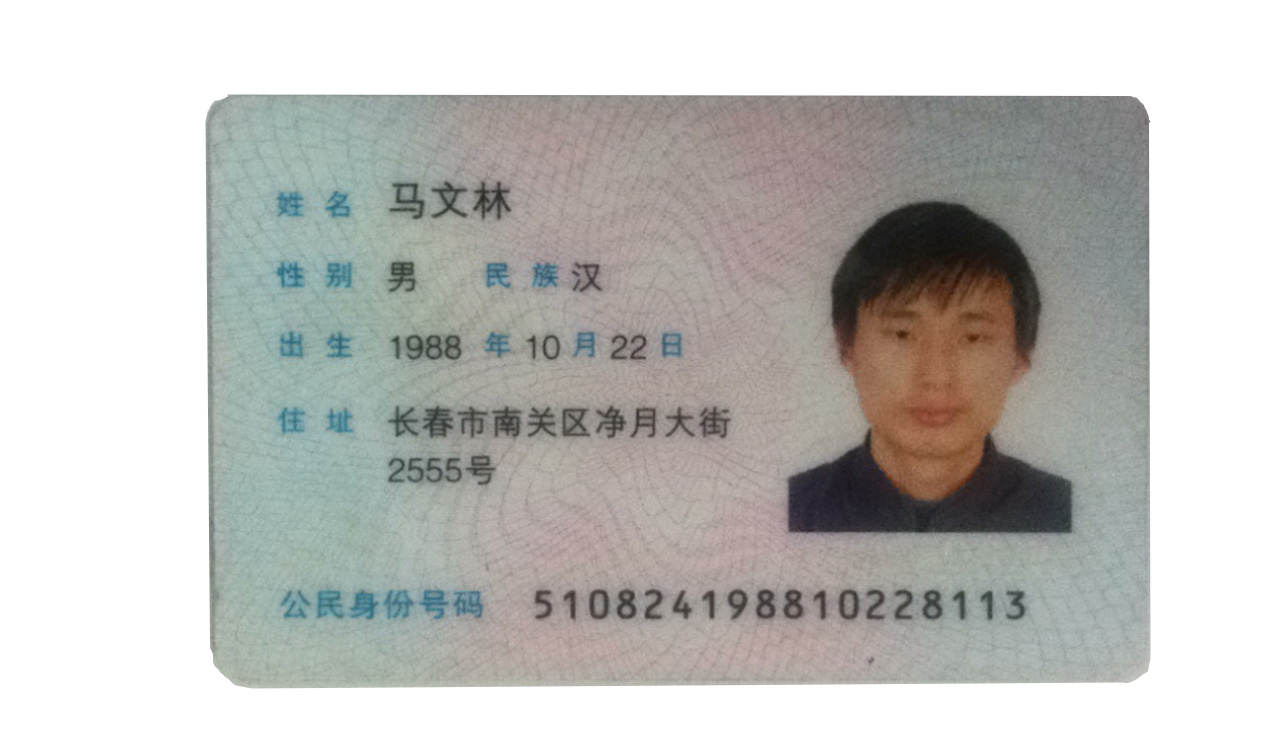 姓名 马文林
性别 男 民族 汉
出生 1988 年 10 月 22 日
住址 长春市南关区净月大街
2555号
公民身份号码 510824198810228113